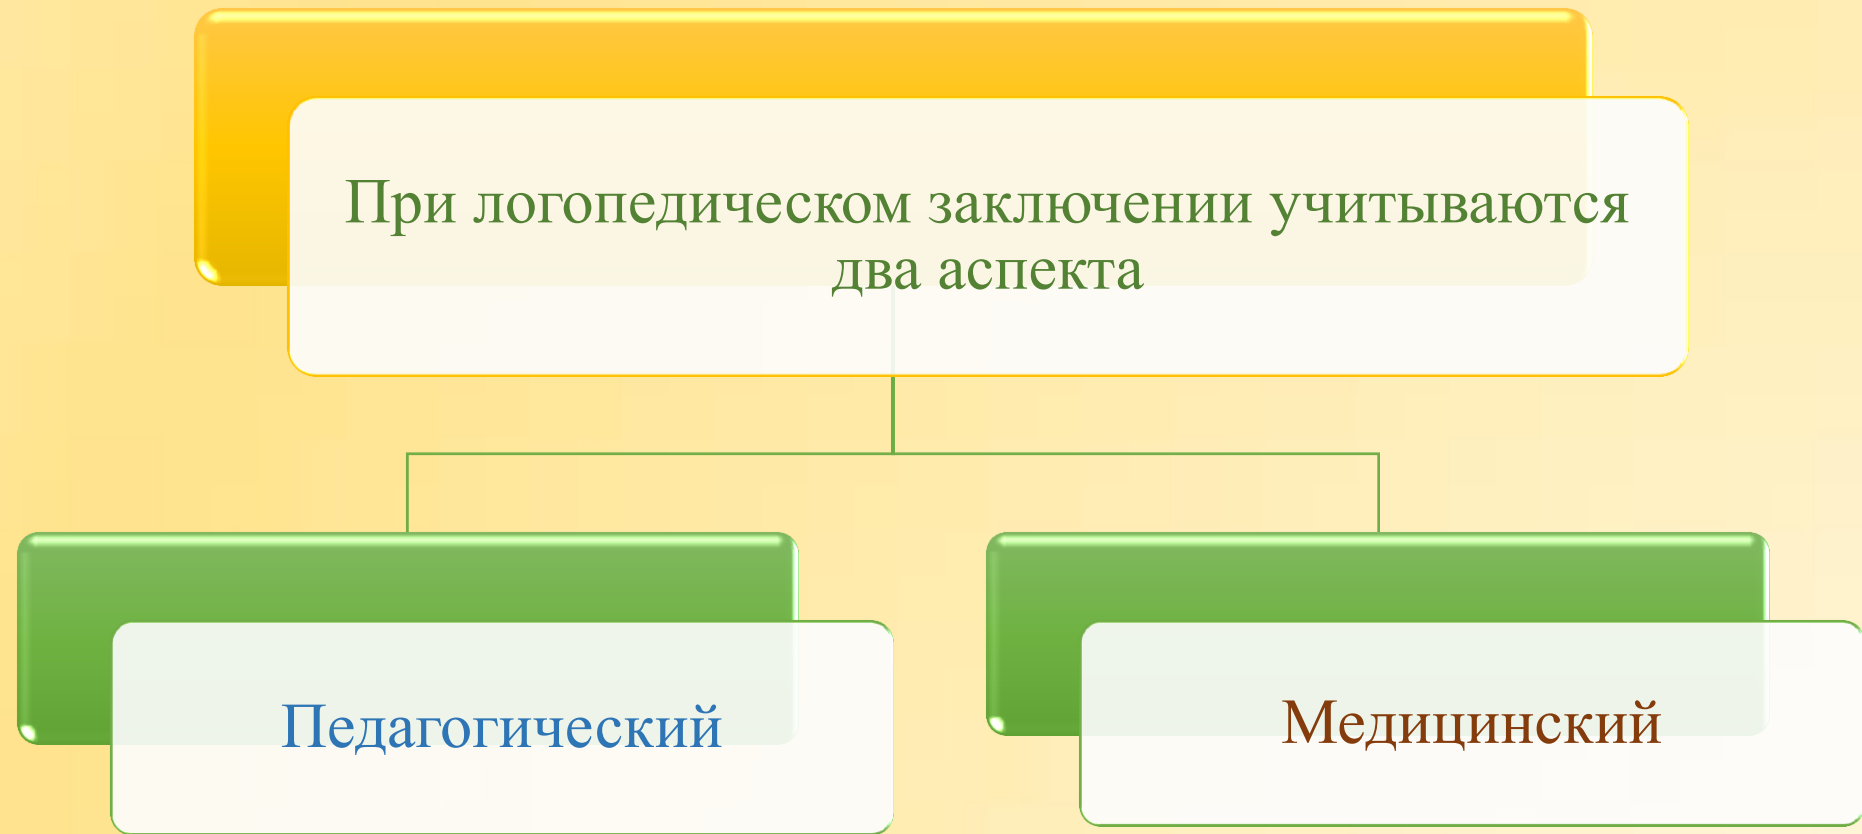 При логопедическом заключении учитываются
два аспекта
Педагогический
Медицинский